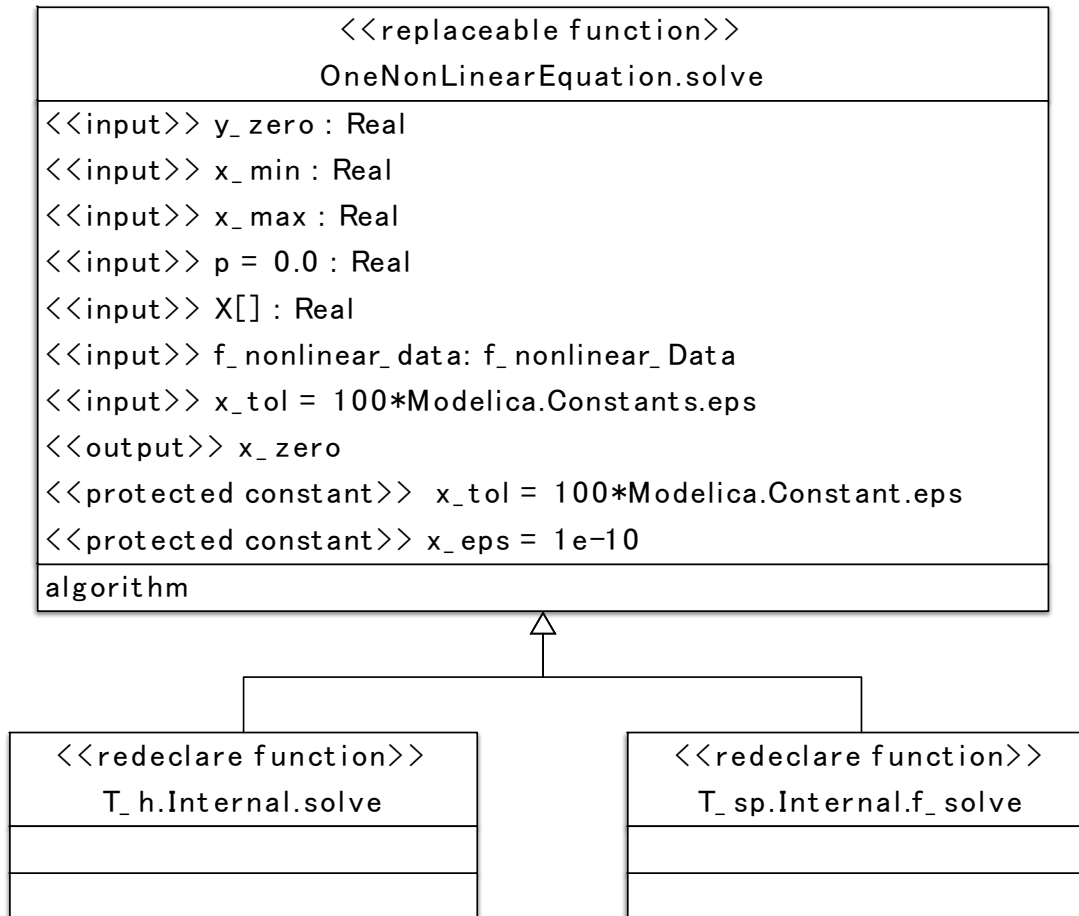 <<replaceable function>>
OneNonLinearEquation.solve
<<input>> y_zero : Real
<<input>> x_min : Real
<<input>> x_max : Real
<<input>> p = 0.0 : Real
<<input>> X[] : Real
<<input>> f_nonlinear_data: f_nonlinear_Data
<<input>> x_tol = 100*Modelica.Constants.eps
<<output>> x_zero
<<protected constant>> x_tol = 100*Modelica.Constant.eps
<<protected constant>> x_eps = 1e-10
algorithm
<<redeclare function>>
T_h.Internal.solve
<<redeclare function>>
T_sp.Internal.f_solve